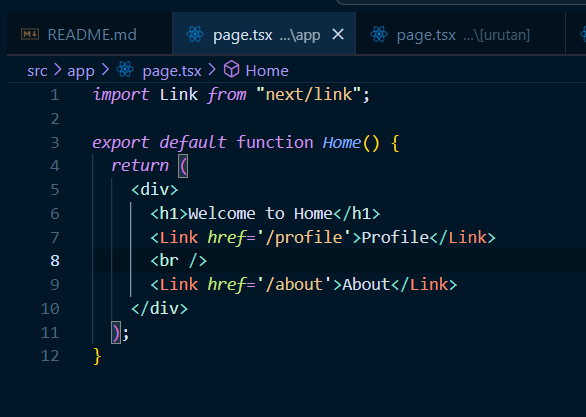 README.md page.tsx ...\app page.tsx ...\[urutan]
src > app > page.tsx > Home
1 import Link from "next/link";
2
3 export default function Home() {
4 return (
5 <div>
6 <h1>Welcome to Home</h1>
7 <Link href='/profile'>Profile</Link>
8 <br />
9 <Link href='/about'>About</Link>
10 </div>
11 );
12 }